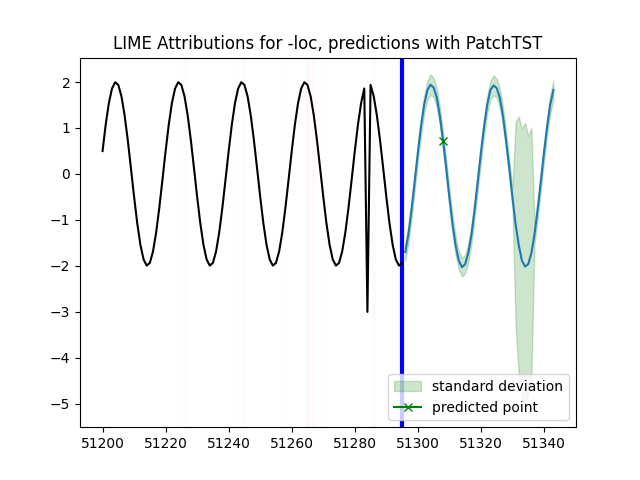 LIME Attributions for -loc, predictions with PatchTST
2
1
0
−1
−2
−3
−4
−5
standard deviation
predicted point
51200 51220 51240 51260 51280 51300 51320 51340